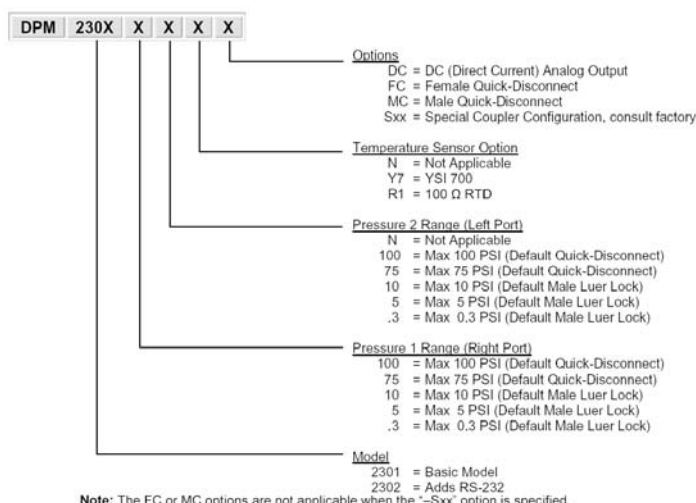 DPM 230X X X X X
Options
DC = DC (Direct Current) Analog Output
FC = Female Quick-Disconnect
MC = Male Quick-Disconnect
Sxx = Special Coupler Configuration, consult factory
Temperature Sensor Option
N = Not Applicable
Y7 = YSI 700
R1 = 100 Ω RTD
Pressure 2 Range (Left Port)
N = Not Applicable
100 = Max 100 PSI (Default Quick-Disconnect)
75 = Max 75 PSI (Default Quick-Disconnect)
10 = Max 10 PSI (Default Male Luer Lock)
5 = Max 5 PSI (Default Male Luer Lock)
.3 = Max 0.3 PSI (Default Male Luer Lock)
Pressure 1 Range (Right Port)
100 = Max 100 PSI (Default Quick-Disconnect)
75 = Max 75 PSI (Default Quick-Disconnect)
10 = Max 10 PSI (Default Male Luer Lock)
5 = Max 5 PSI (Default Male Luer Lock)
.3 = Max 0.3 PSI (Default Male Luer Lock)
Model
2301 = Basic Model
2302 = Adds RS-232
Note: The FC or MC options are not applicable when the "–Sxx" option is specified